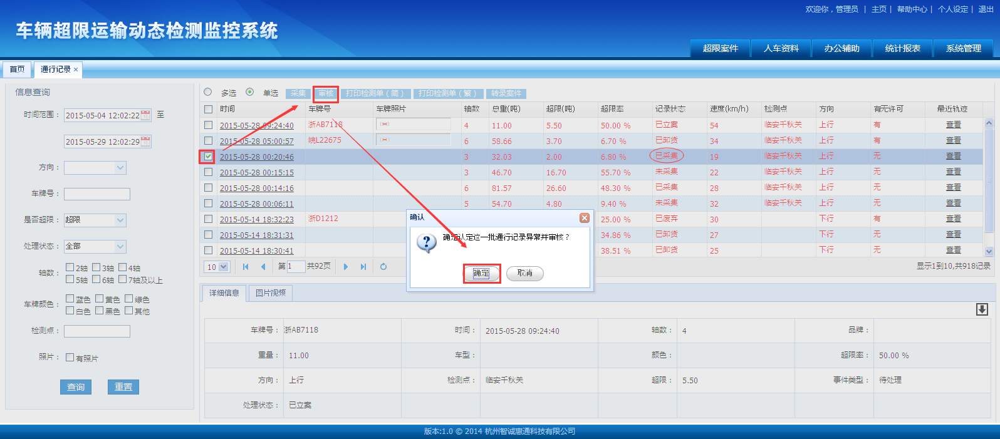 欢迎你，管理员 | 主页 | 帮助中心 | 个人设定 | 退出
车辆超限运输动态检测监控系统
超限案件 人车资料 办公辅助 统计报表 系统管理
首页 通行记录 ×
信息查询
时间范围： 2015-05-04 12:02:22 至
2015-05-29 12:02:29
方向：
车牌号：
是否超限： 超限
处理状态： 全部
轴数： 2轴 3轴 4轴
5轴 6轴 7轴及以上
车牌颜色： 蓝色 黄色 绿色
白色 黑色 其他
检测点：
照片： 有照片
查询 重置
多选 单选 采集 审核 打印检测单（简） 打印检测单（繁） 转录案件
时间 车牌号 车牌照片 轴数 总重(吨) 超限(吨) 超限率 记录状态 速度(km/h) 检测点 方向 有无许可 最近轨迹
2015-05-28 09:24:40 浙AB7118 4 11.00 5.50 50.00 % 已立案 54 临安千秋关 上行 有 查看
2015-05-28 05:00:57 皖L22675 6 58.66 3.70 6.70 % 已卸货 34 临安千秋关 上行 有 查看
2015-05-28 00:20:46 3 32.03 2.00 6.80 % 已采集 19 临安千秋关 上行 无 查看
2015-05-28 00:15:15 3 46.70 16.70 55.70 % 未采集 22 临安千秋关 上行 无 查看
2015-05-28 00:14:16 6 81.57 26.60 48.30 % 已采集 28 临安千秋关 上行 无 查看
2015-05-28 00:06:11 5 54.70 4.80 9.40 % 未采集 32 临安千秋关 上行 无 查看
2015-05-14 18:32:23 浙D1212 25.00 % 已废弃 30 下行 有 查看
2015-05-14 18:31:31 34.86 % 已卸货 27 下行 无 查看
2015-05-14 18:30:41 38.51 % 已卸货 25 下行 无 查看
确认
确定认定这一批通行记录异常并审核？
确定 取消
10 第 1 共92页 显示1到10,共918记录
详细信息 图片视频
车牌号： 浙AB7118 时间： 2015-05-28 09:24:40 轴数： 4 品牌：
重量： 11.00 车型： 颜色： 超限率： 50.00 %
方向： 上行 检测点： 临安千秋关 超限： 5.50 事件类型： 待处理
处理状态： 已立案
版本:1.0 © 2014 杭州智诚惠通科技有限公司